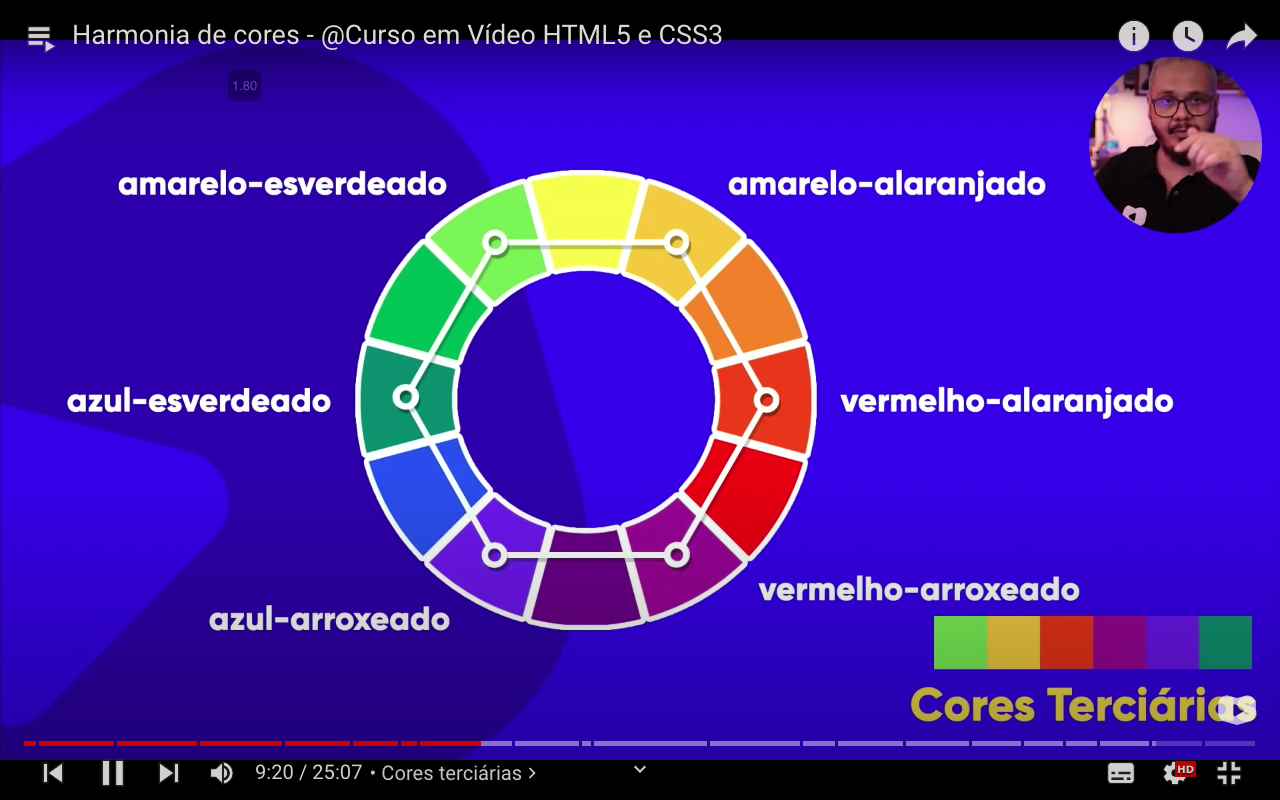 Harmonia de cores - @Curso em Vídeo HTML5 e CSS3
1.80
amarelo-esverdeado
amarelo-alaranjado
azul-esverdeado
vermelho-alaranjado
vermelho-arroxeado
azul-arroxeado
Cores Terciárias
9:20 / 25:07 • Cores terciárias >
HD